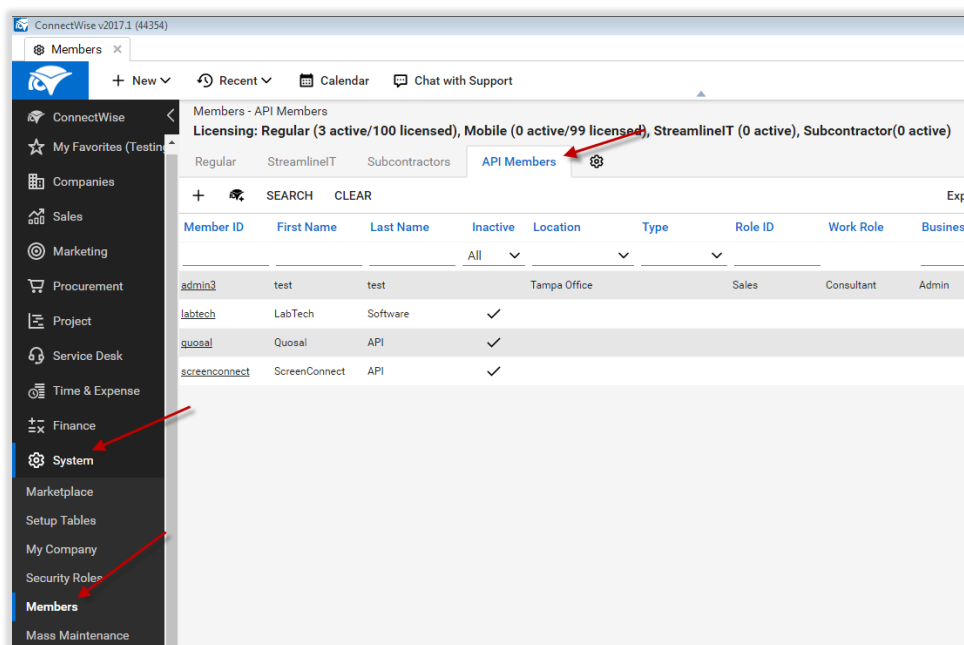 ConnectWise v2017.1 (44354)
Members
New Recent Calendar Chat with Support
ConnectWise
My Favorites
Companies
Sales
Marketing
Procurement
Project
Service Desk
Time & Expense
Finance
System
Marketplace
Setup Tables
My Company
Security Roles
Members
Mass Maintenance
Members - API Members
Licensing: Regular (3 active/100 licensed), Mobile (0 active/99 licensed), StreamlineIT (0 active), Subcontractor(0 active)
Regular StreamlineIT Subcontractors API Members
SEARCH CLEAR
Member ID First Name Last Name Inactive Location Type Role ID Work Role
All
admin3 test test Tampa Office Sales Consultant Admin
labtech LabTech Software
quosal Quosal API
screenconnect ScreenConnect API